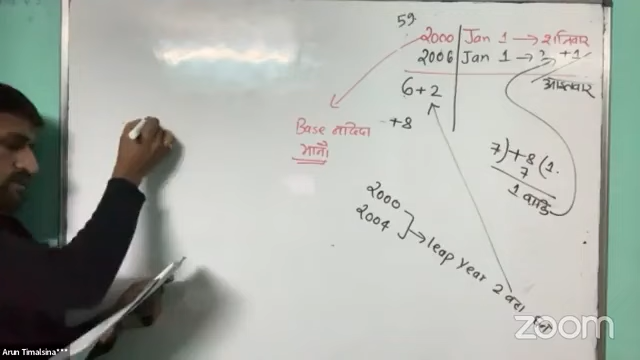 59.
2000 Jan 1 → शनिवार
2006 Jan 1 → ? +1
आइतवार
6+2
+8
Base
मानौं
7) +8 (1.
7
1 बाँकि
2000
2004
→ leap year 2
zoom
Arun Timalsina***